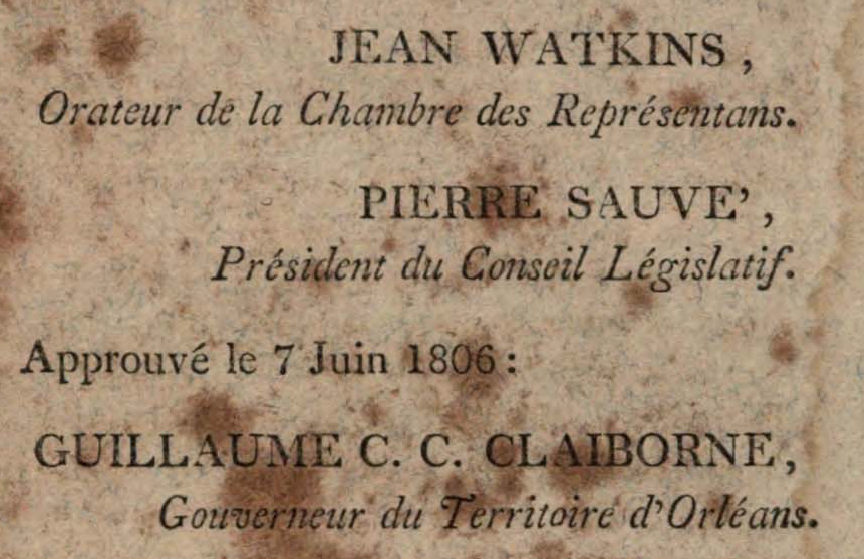 JEAN WATKINS,
Orateur de la Chambre des Représentans.
PIERRE SAUVE',
Président du Conseil Législatif.
Approuvé le 7 Juin 1806:
GUILLAUME C. C. CLAIBORNE,
Gouverneur du Territoire d'Orléans.